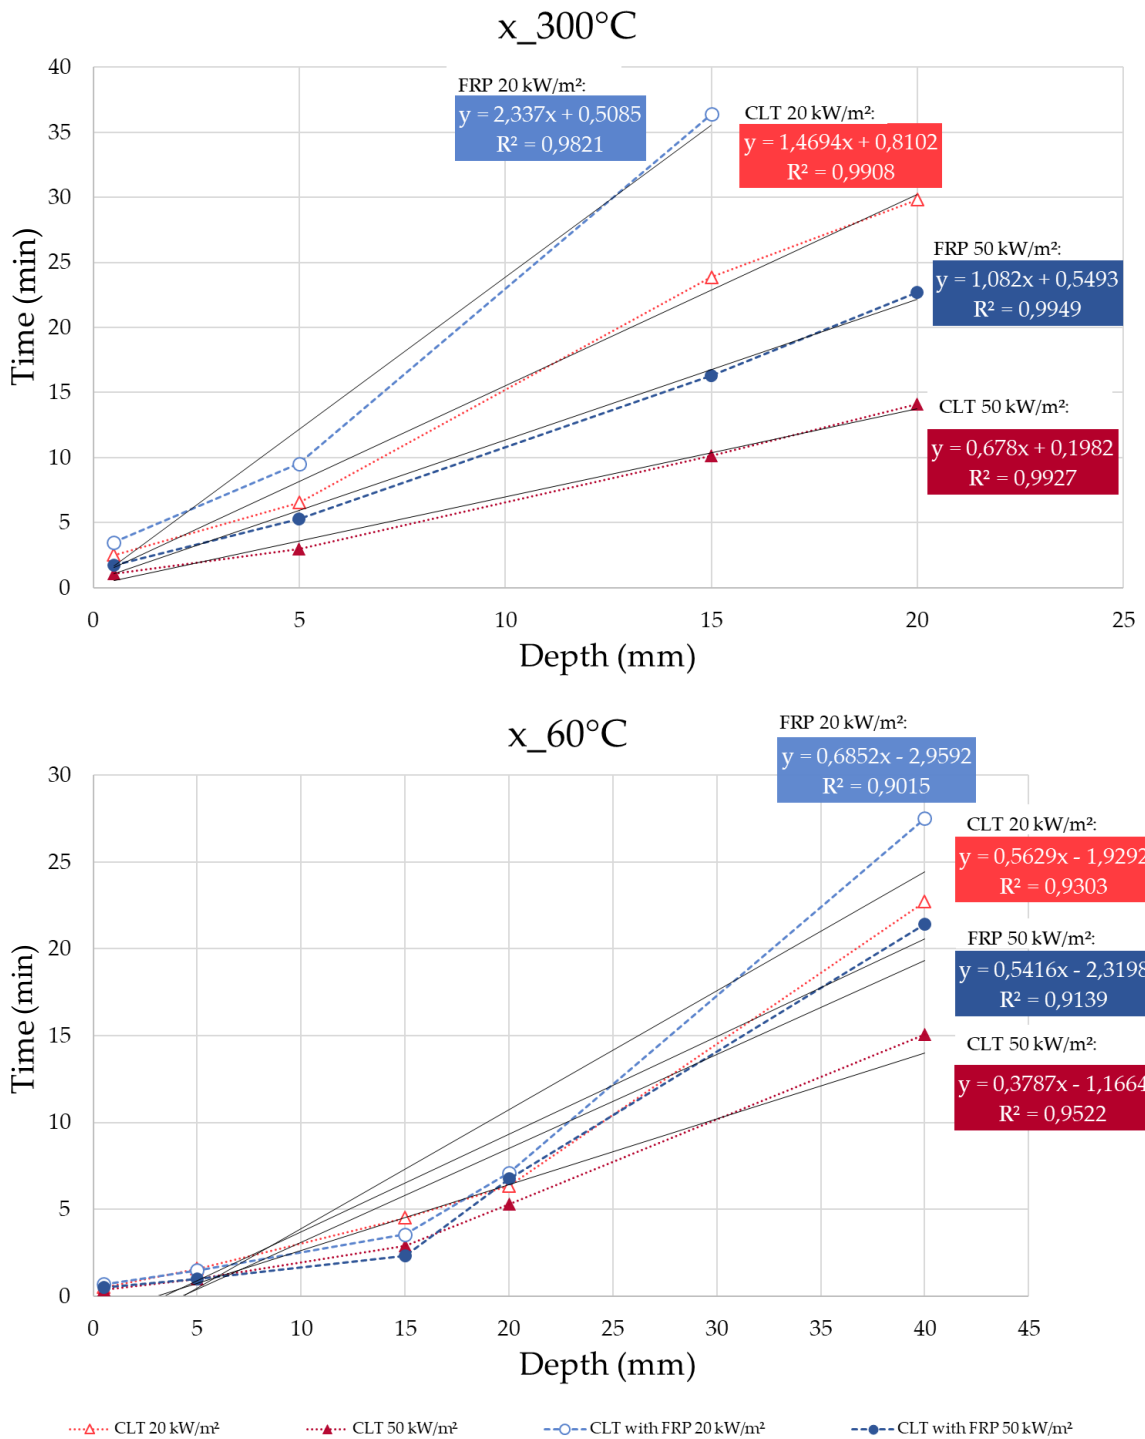 x_300°C
40
35
30
25
20
15
10
5
0
Time (min)
FRP 20 kW/m²:
y = 2,337x + 0,5085
R² = 0,9821
CLT 20 kW/m²:
y = 1,4694x + 0,8102
R² = 0,9908
FRP 50 kW/m²:
y = 1,082x + 0,5493
R² = 0,9949
CLT 50 kW/m²:
y = 0,678x + 0,1982
R² = 0,9927
0 5 10 15 20 25
Depth (mm)
x_60°C
30
25
20
15
10
5
0
Time (min)
FRP 20 kW/m²:
y = 0,6852x - 2,9592
R² = 0,9015
CLT 20 kW/m²:
y = 0,5629x - 1,9292
R² = 0,9303
FRP 50 kW/m²:
y = 0,5416x - 2,3198
R² = 0,9139
CLT 50 kW/m²:
y = 0,3787x - 1,1664
R² = 0,9522
0 5 10 15 20 25 30 35 40 45
Depth (mm)
CLT 20 kW/m² CLT 50 kW/m² CLT with FRP 20 kW/m² CLT with FRP 50 kW/m²